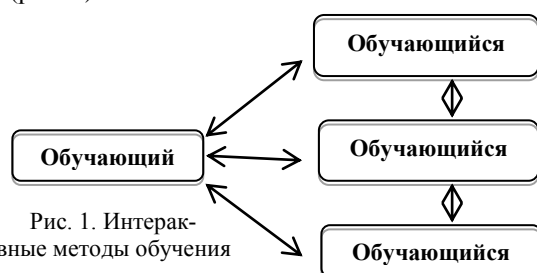 Обучающийся
Обучающий
Обучающийся
Рис. 1. Интерак-
вные методы обучения
Обучающийся